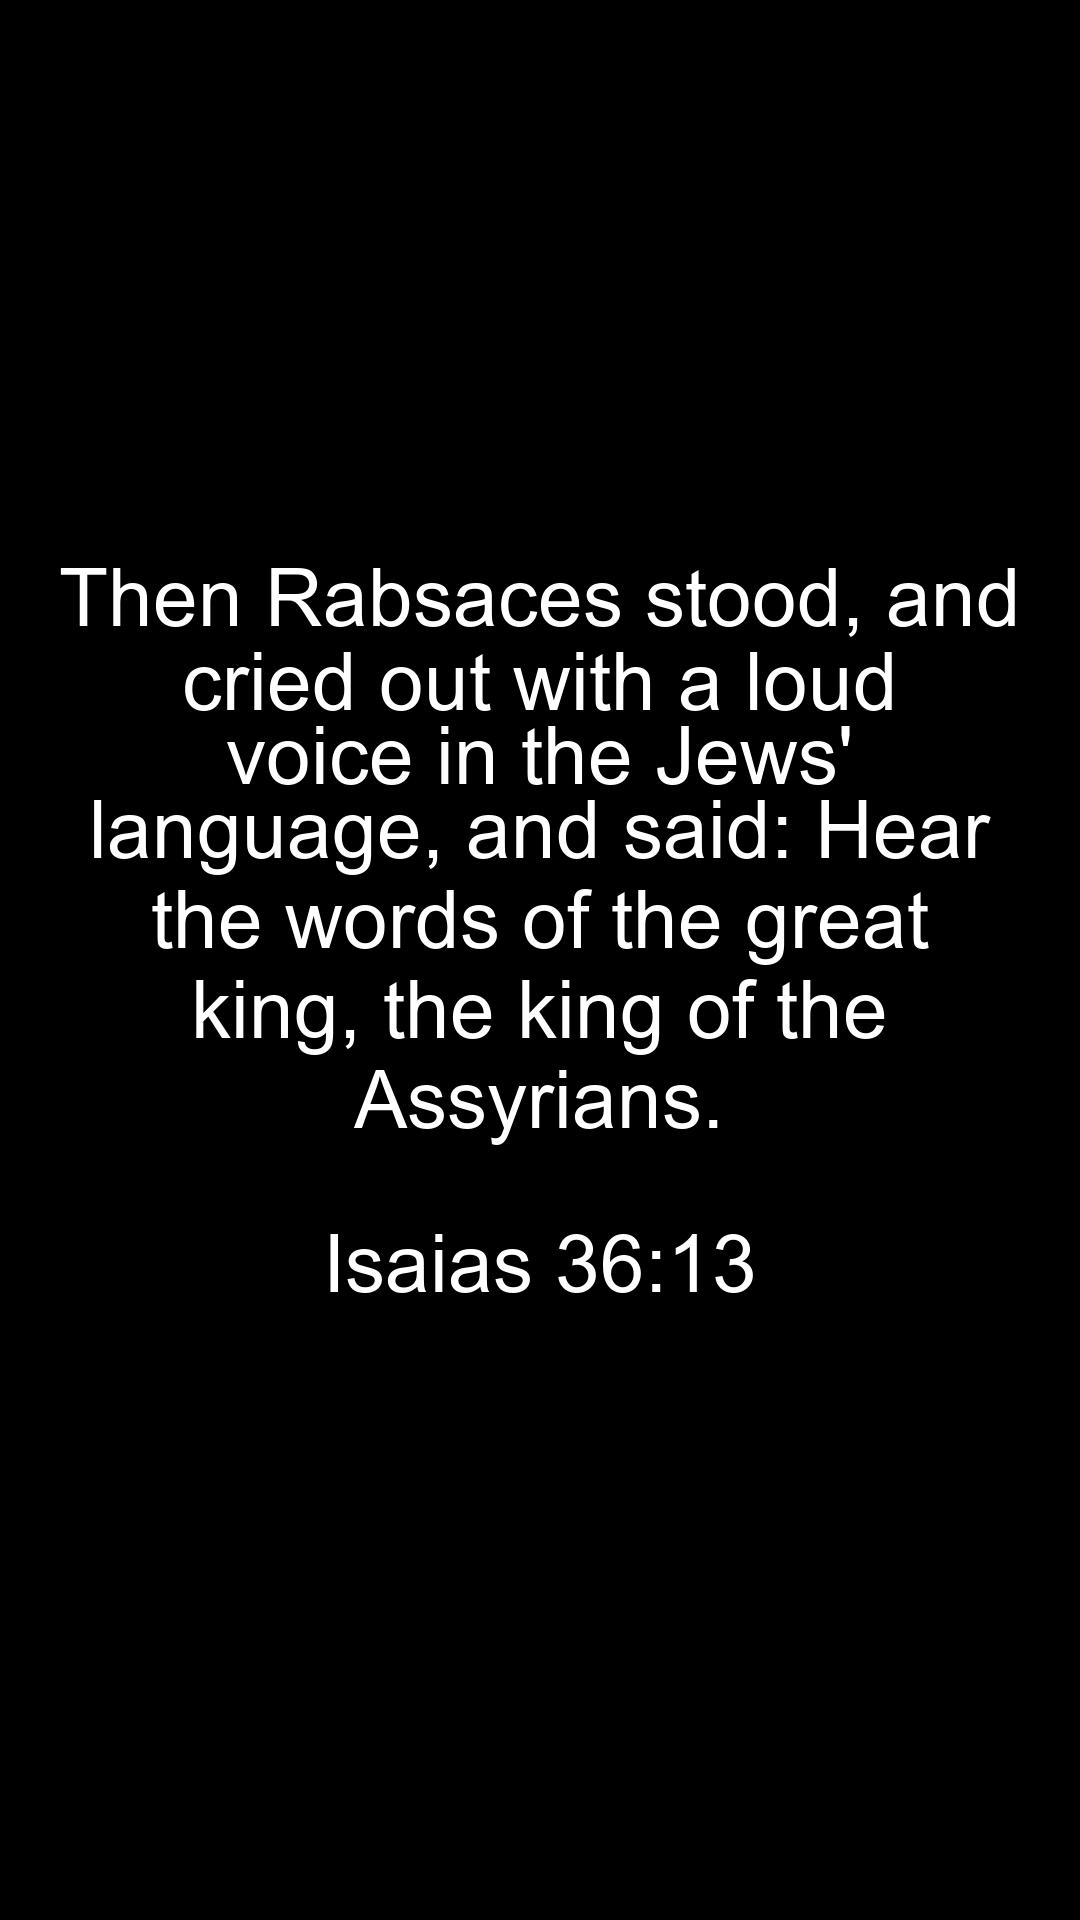 Then Rabsaces stood, and
cried out with a loud
voice in the Jews'
language, and said: Hear
the words of the great
king, the king of the
Assyrians.
Isaias 36:13